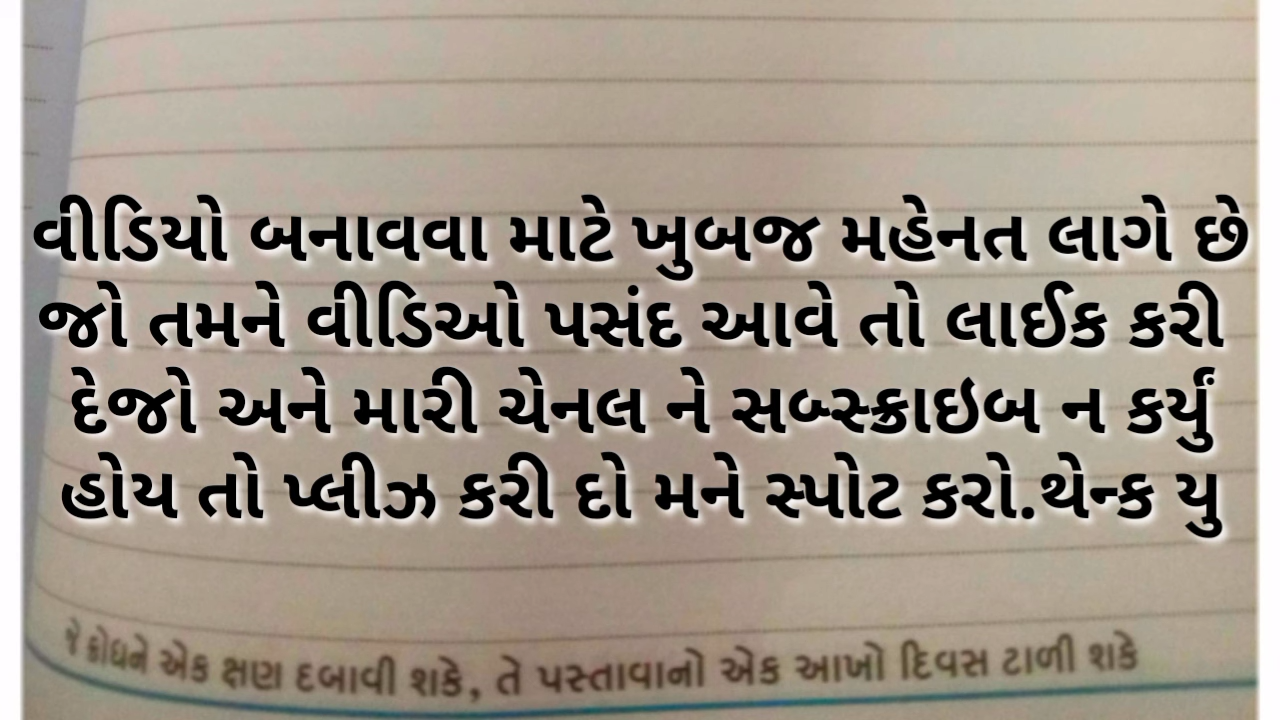 વીડિયો બનાવવા માટે ખુબજ મહેનત લાગે છે
જો તમને વીડિઓ પસંદ આવે તો લાઈક કરી
દેજો અને મારી ચેનલ ને સબ્સ્ક્રાઇબ ન કર્યું
હોય તો પ્લીઝ કરી દો મને સ્પોટ કરો.થેન્ક યુ
જે ક્રોધને એક ક્ષણ દબાવી શકે, તે પસ્તાવાનો એક આખો દિવસ ટાળી શકે